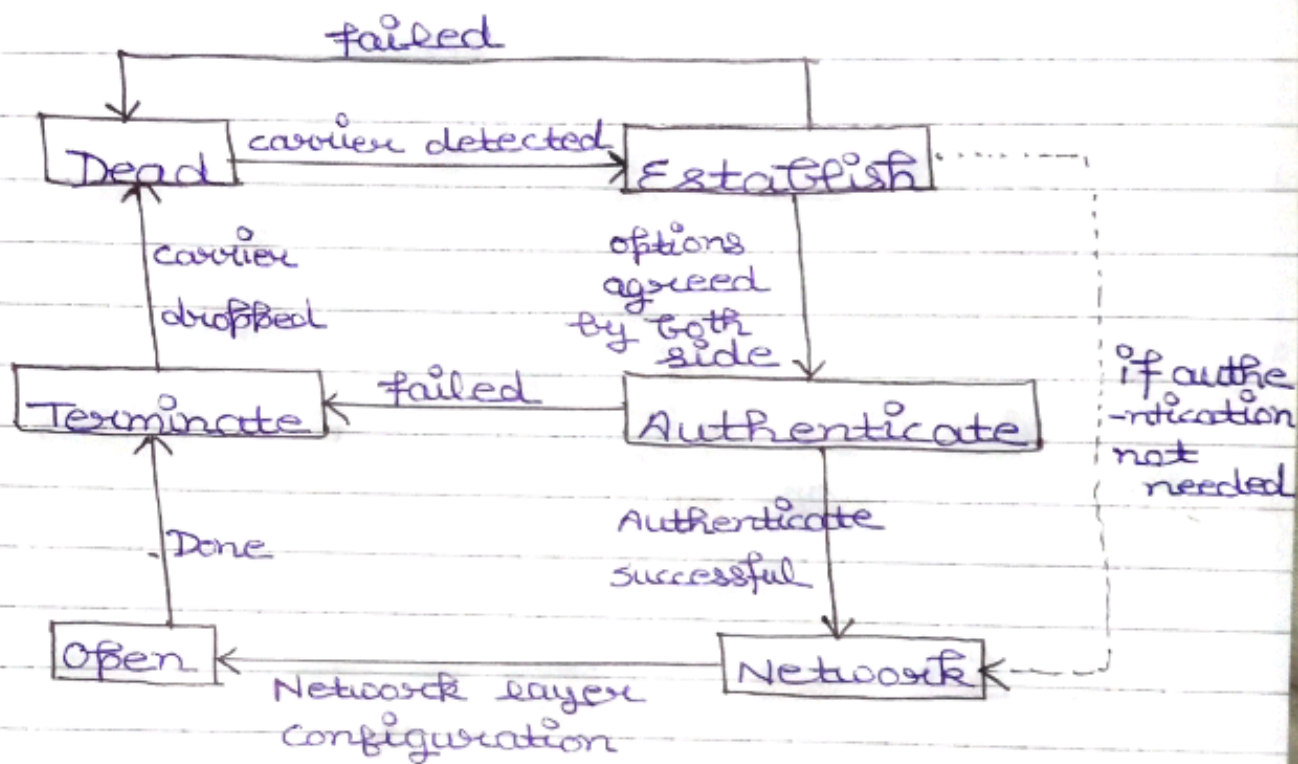 failed
Dead
carrier detected
Establish
carrier
dropped
options
agreed
by both
side
if authe
-ntication
not
needed
Terminate
failed
Authenticate
Done
Authenticate
successful
Open
Network layer
configuration
Network